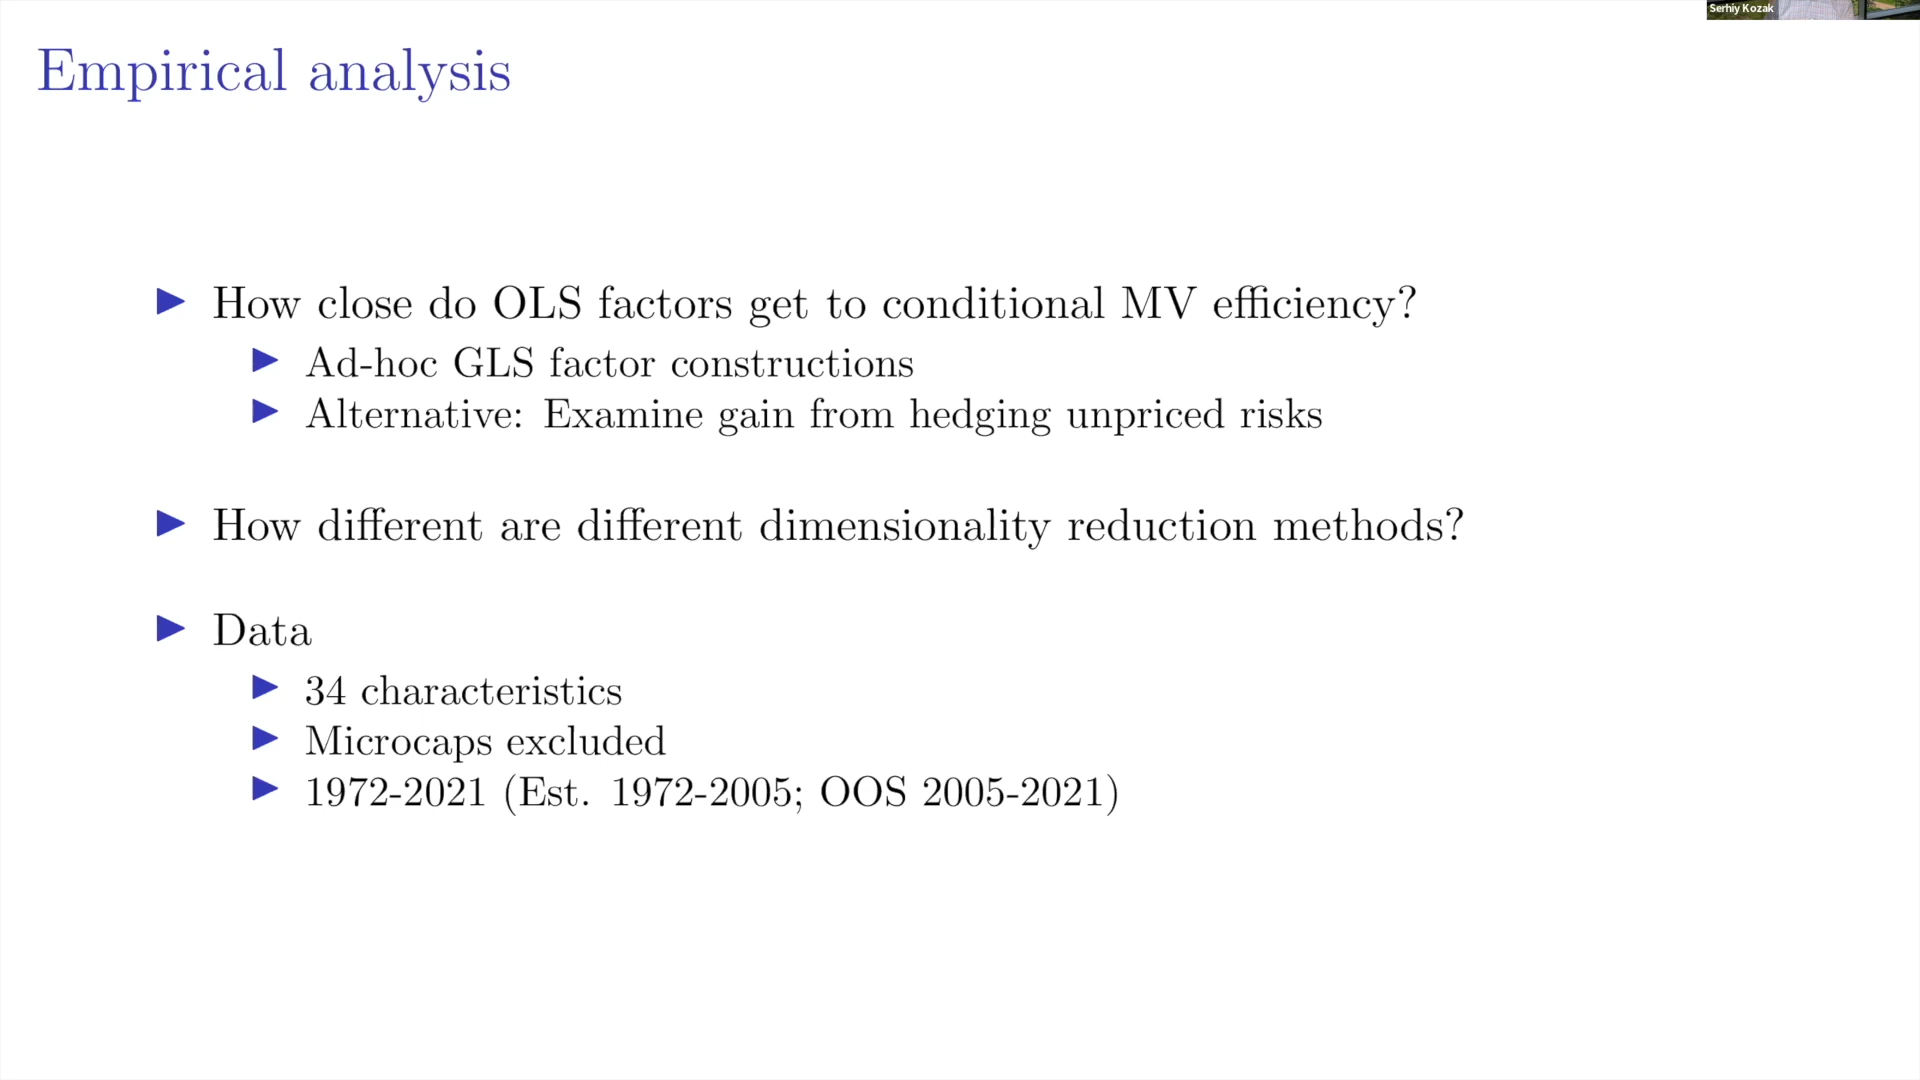 Serhiy Kozak
Empirical analysis
How close do OLS factors get to conditional MV efficiency?
Ad-hoc GLS factor constructions
Alternative: Examine gain from hedging unpriced risks
How different are different dimensionality reduction methods?
Data
34 characteristics
Microcaps excluded
1972-2021 (Est. 1972-2005; OOS 2005-2021)